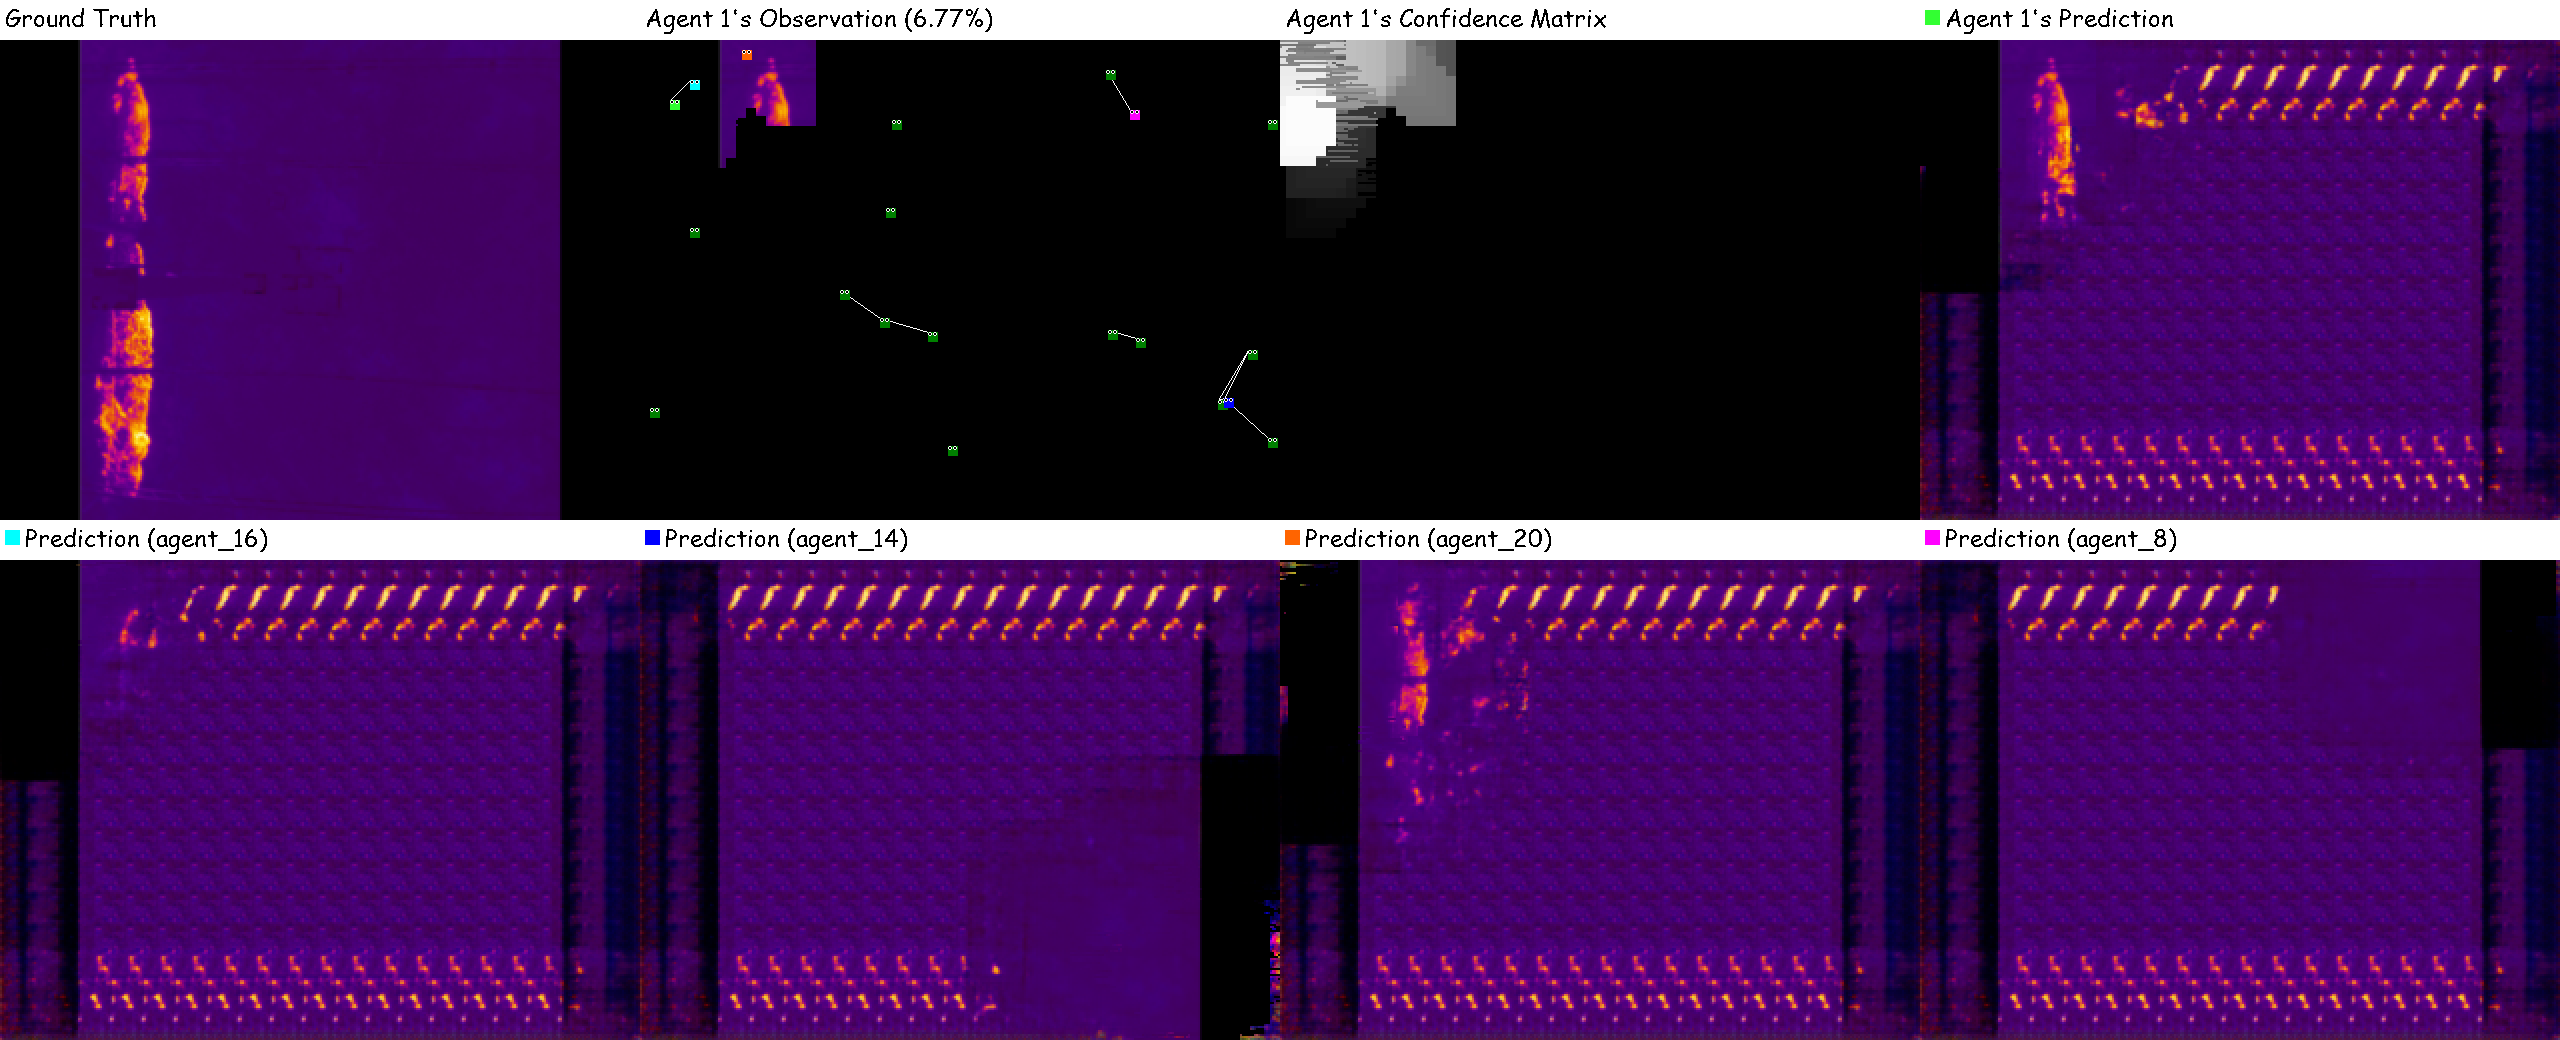 Ground Truth
Agent 1's Observation (6.77%)
Agent 1's Confidence Matrix
Agent 1's Prediction
Prediction (agent_16)
Prediction (agent_14)
Prediction (agent_20)
Prediction (agent_8)